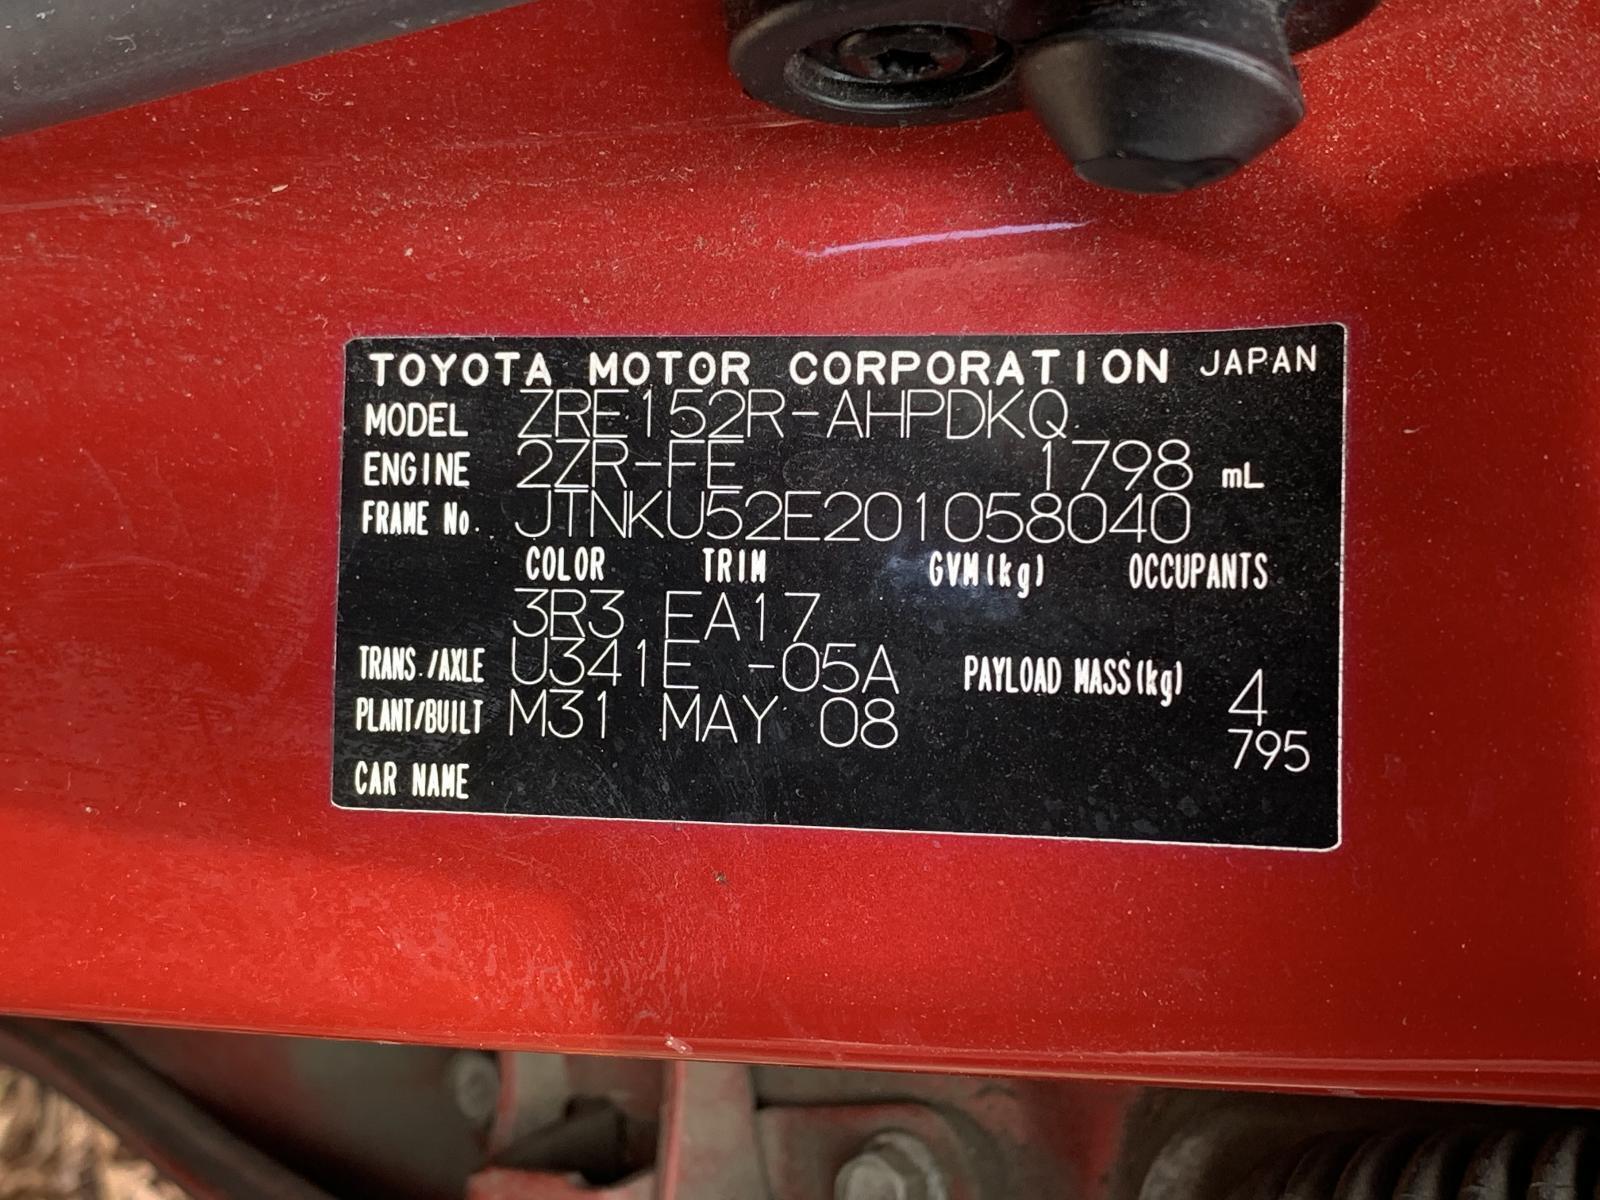 TOYOTA MOTOR CORPORATION JAPAN
MODEL ZRE152R-AHPDKQ
ENGINE 2ZR-FE 1798 mL
FRAME No. JTNKU52E201058040
COLOR TRIM GVM(kg) OCCUPANTS
3R3 EA17
TRANS./AXLE U341E -05A PAYLOAD MASS(kg) 4
PLANT/BUILT M31 MAY 08 795
CAR NAME